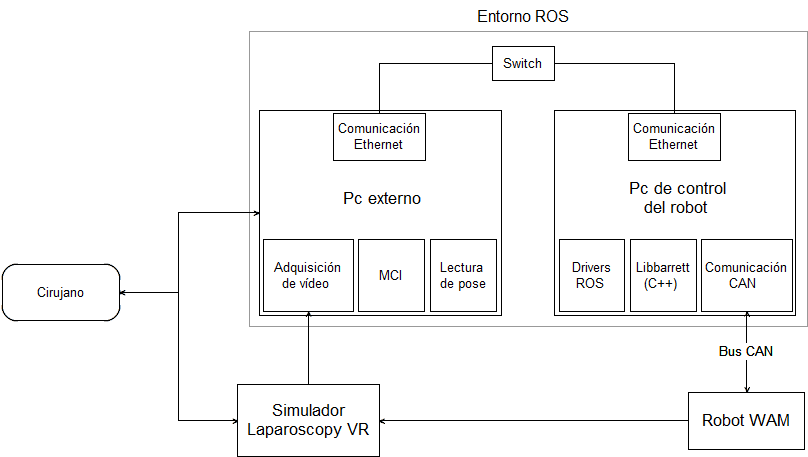 Entorno ROS
Switch
Comunicación
Ethernet
Comunicación
Ethernet
Pc externo
Pc de control
del robot
Adquisición
de vídeo
MCI
Lectura
de pose
Drivers
ROS
Libbarrett
(C++)
Comunicación
CAN
Cirujano
Bus CAN
Simulador
Laparoscopy VR
Robot WAM